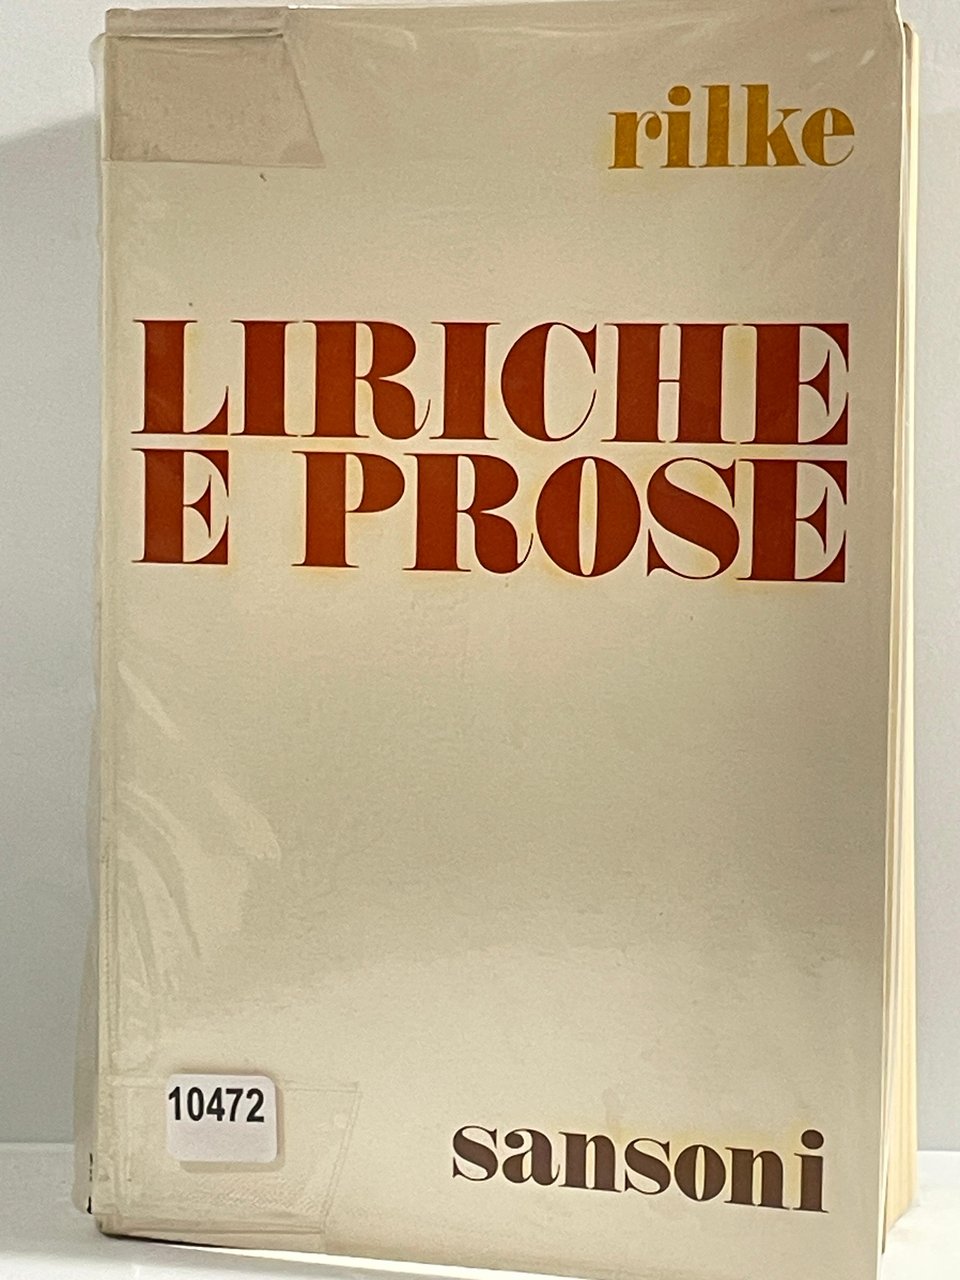 rilke
LIRICHE
E PROSE
10472
sansoni